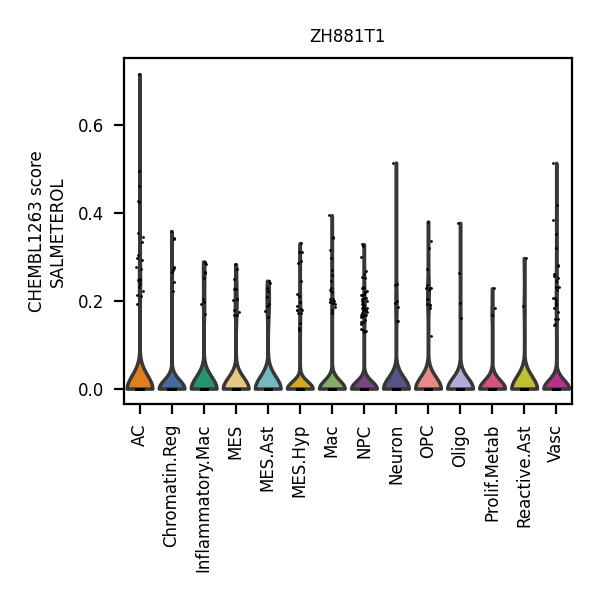 ZH881T1
CHEMBL1263 score
SALMETEROL
0.6
0.4
0.2
0.0
AC
Chromatin.Reg
Inflammatory.Mac
MES
MES.Ast
MES.Hyp
Mac
NPC
Neuron
OPC
Oligo
Prolif.Metab
Reactive.Ast
Vasc